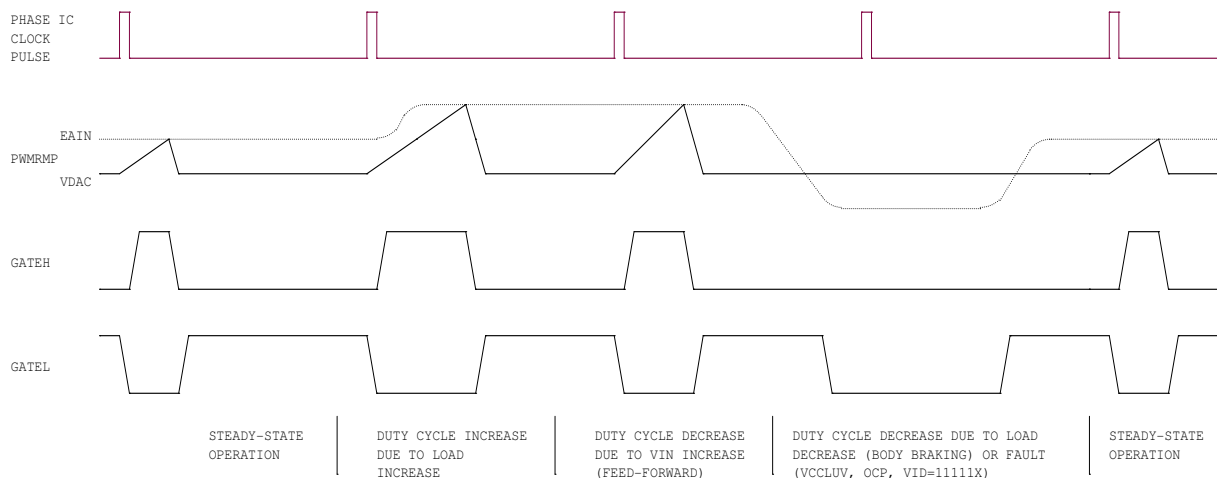 PHASE IC
CLOCK
PULSE
EAIN
PWMRMP
VDAC
GATEH
GATEL
STEADY-STATE
OPERATION
DUTY CYCLE INCREASE
DUE TO LOAD
INCREASE
DUTY CYCLE DECREASE
DUE TO VIN INCREASE
(FEED-FORWARD)
DUTY CYCLE DECREASE DUE TO LOAD
DECREASE (BODY BRAKING) OR FAULT
(VCCLUV, OCP, VID=11111X)
STEADY-STATE
OPERATION